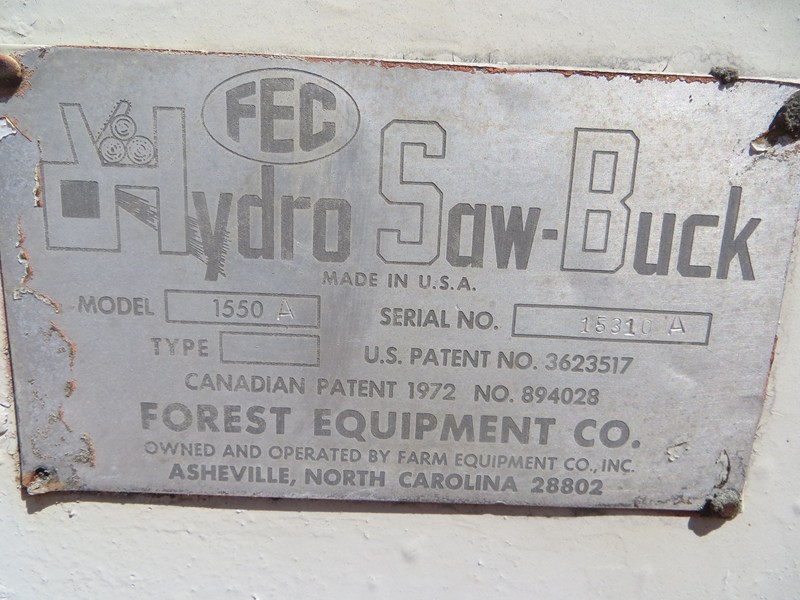 FEC
Hydro Saw-Buck
MADE IN U.S.A.
MODEL 1550 A
SERIAL NO. 15310 A
TYPE
U.S. PATENT NO. 3623517
CANADIAN PATENT 1972 NO. 894028
FOREST EQUIPMENT CO.
OWNED AND OPERATED BY FARM EQUIPMENT CO., INC.
ASHEVILLE, NORTH CAROLINA 28802